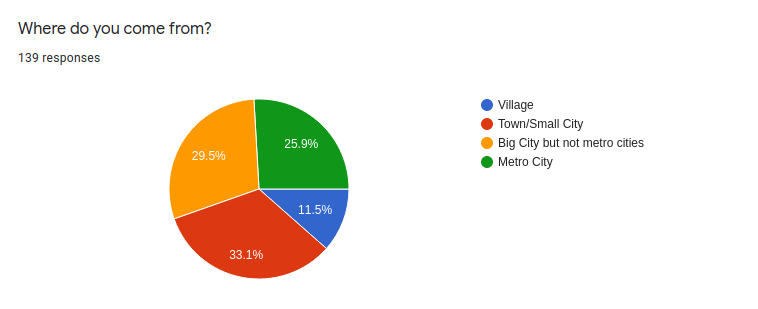 Where do you come from?
139 responses
Village
Town/Small City
Big City but not metro cities
Metro City
25.9%
29.5%
11.5%
33.1%